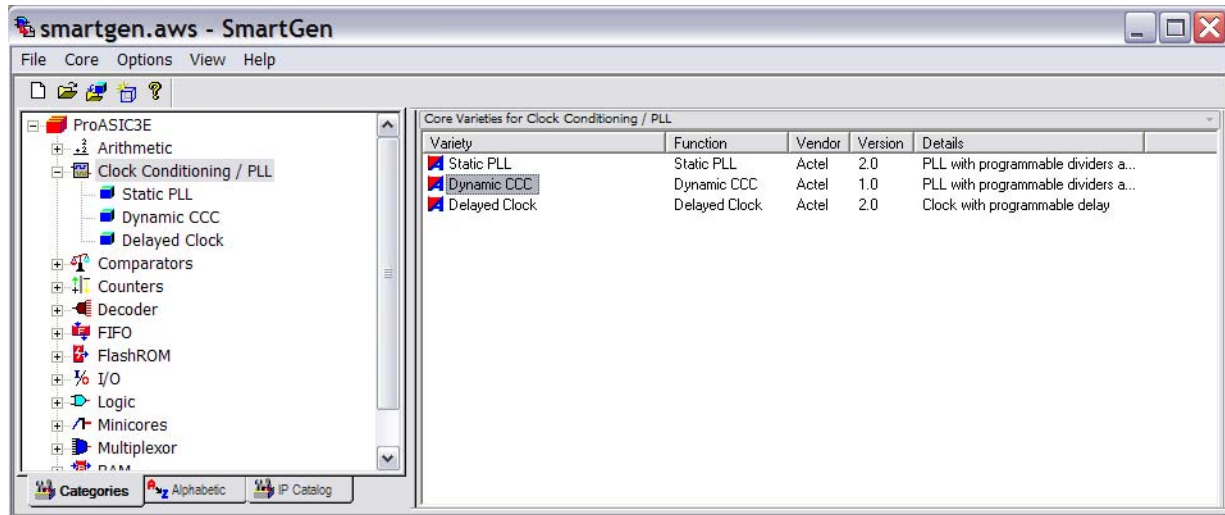 smartgen.aws - SmartGen
File Core Options View Help
ProASIC3E
Arithmetic
Clock Conditioning / PLL
Static PLL
Dynamic CCC
Delayed Clock
Comparators
Counters
Decoder
FIFO
FlashROM
I/O
Logic
Minicores
Multiplexor
RAM
Categories Alphabetic IP Catalog
Core Varieties for Clock Conditioning / PLL
Variety Function Vendor Version Details
Static PLL Static PLL Actel 2.0 PLL with programmable dividers a...
Dynamic CCC Dynamic CCC Actel 1.0 PLL with programmable dividers a...
Delayed Clock Delayed Clock Actel 2.0 Clock with programmable delay